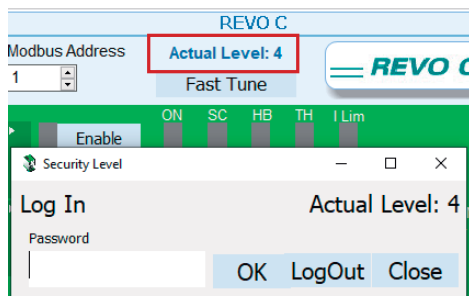 REVO C
Modbus Address
Actual Level: 4
REVO C
1
Fast Tune
ON SC HB TH I Lim
Enable
Security Level
Log In
Actual Level: 4
Password
OK LogOut Close